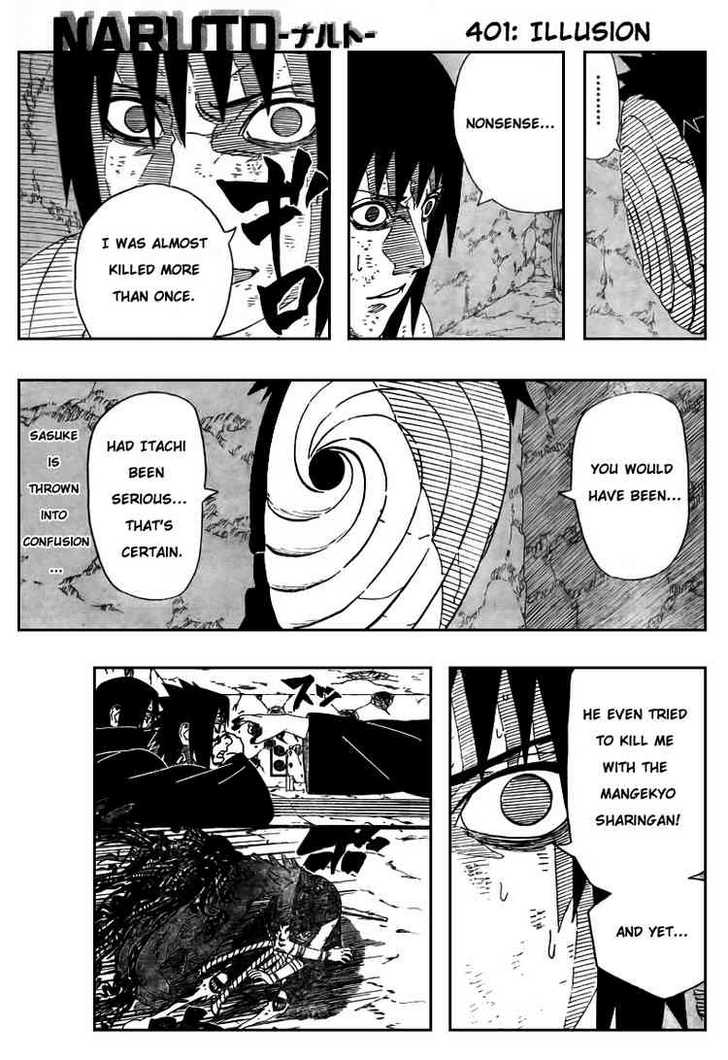 NARUTO -ナルト-
401: ILLUSION
………
NONSENSE...
I WAS ALMOST
KILLED MORE
THAN ONCE.
ギロ
YOU WOULD
HAVE BEEN...
HAD ITACHI
BEEN
SERIOUS...
THAT'S
CERTAIN.
SASUKE
IS
THROWN
INTO
CONFUSION
...
HE EVEN TRIED
TO KILL ME
WITH THE
MANGEKYO
SHARINGAN!
AND YET...
スッ